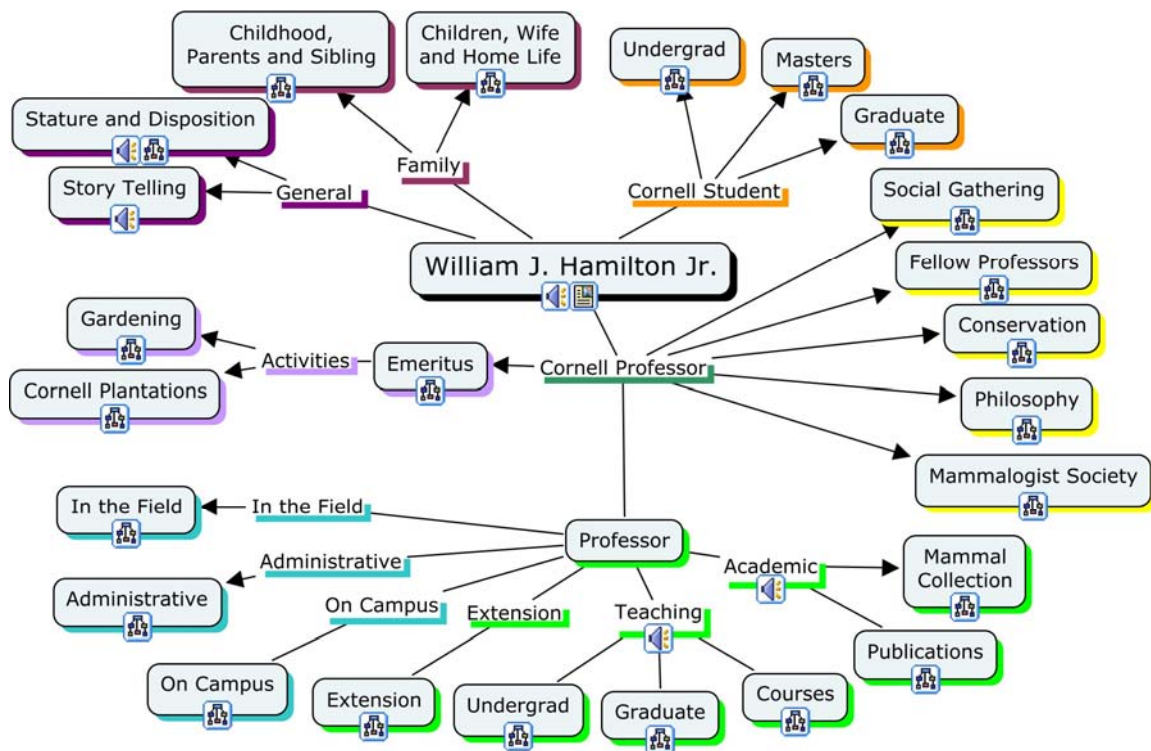 Childhood,
Parents and Sibling
Children, Wife
and Home Life
Undergrad
Masters
Graduate
Stature and Disposition
Story Telling
General
Family
Cornell Student
Social Gathering
William J. Hamilton Jr.
Fellow Professors
Conservation
Gardening
Activities
Emeritus
Cornell Professor
Cornell Plantations
Philosophy
Mammalogist Society
In the Field
In the Field
Professor
Administrative
Administrative
Academic
Mammal
Collection
On Campus
Extension
Teaching
Publications
On Campus
Extension
Undergrad
Graduate
Courses